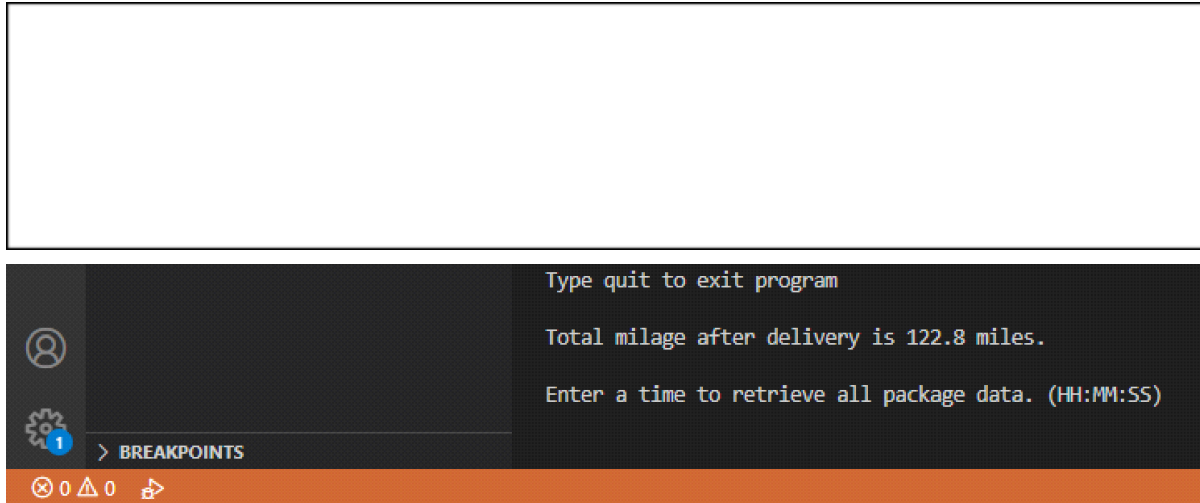 Type quit to exit program
Total milage after delivery is 122.8 miles.
Enter a time to retrieve all package data. (HH:MM:SS)
1
> BREAKPOINTS
0 0